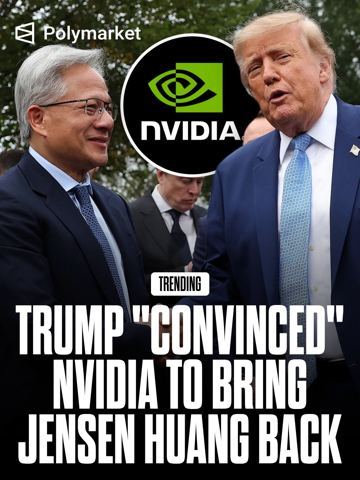 Polymarket
NVIDIA
TRENDING
TRUMP "CONVINCED"
NVIDIA TO BRING
JENSEN HUANG BACK